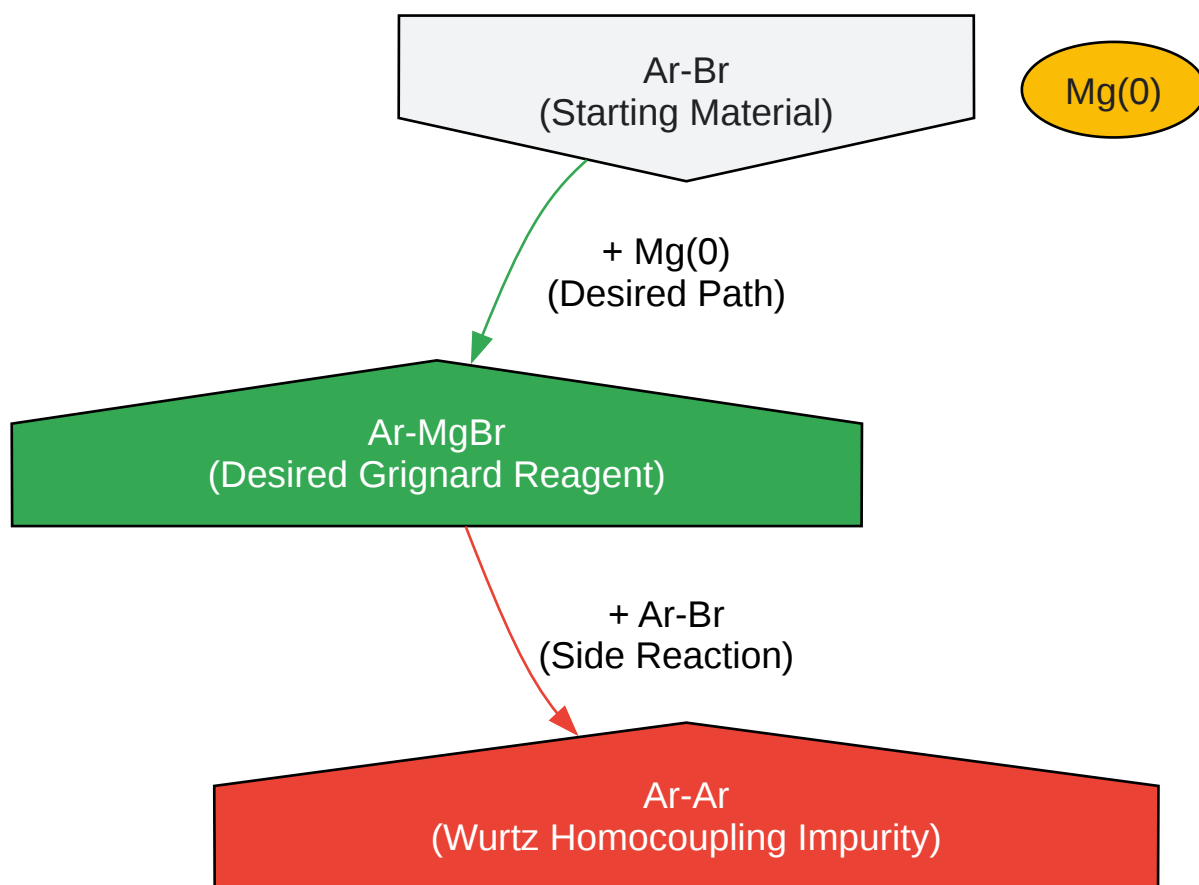 Ar-Br
(Starting Material)
Mg(0)
+ Mg(0)
(Desired Path)
Ar-MgBr
(Desired Grignard Reagent)
+ Ar-Br
(Side Reaction)
Ar-Ar
(Wurtz Homocoupling Impurity)